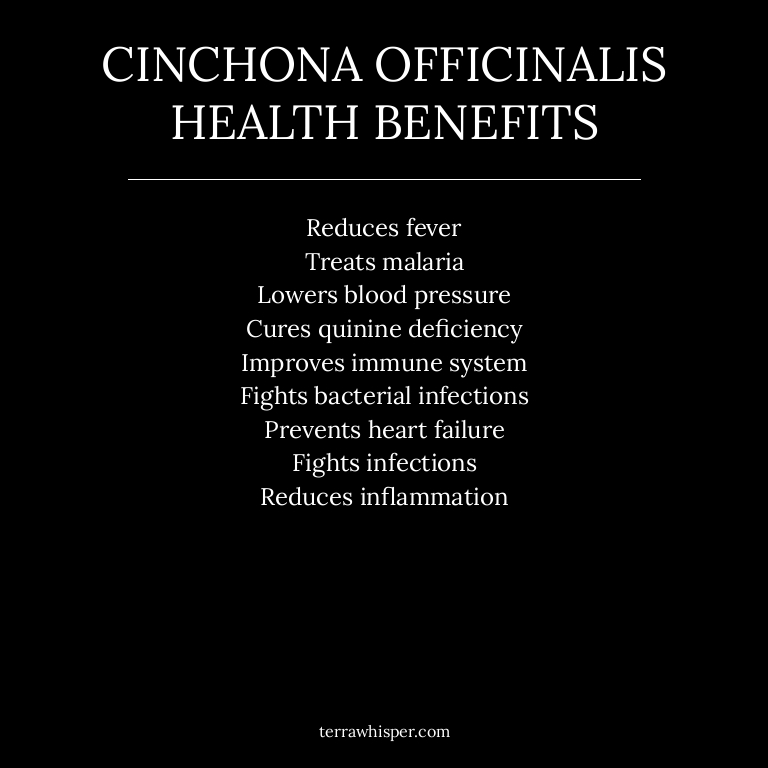 CINCHONA OFFICINALIS
HEALTH BENEFITS
Reduces fever
Treats malaria
Lowers blood pressure
Cures quinine deficiency
Improves immune system
Fights bacterial infections
Prevents heart failure
Fights infections
Reduces inflammation
terrawhisper.com